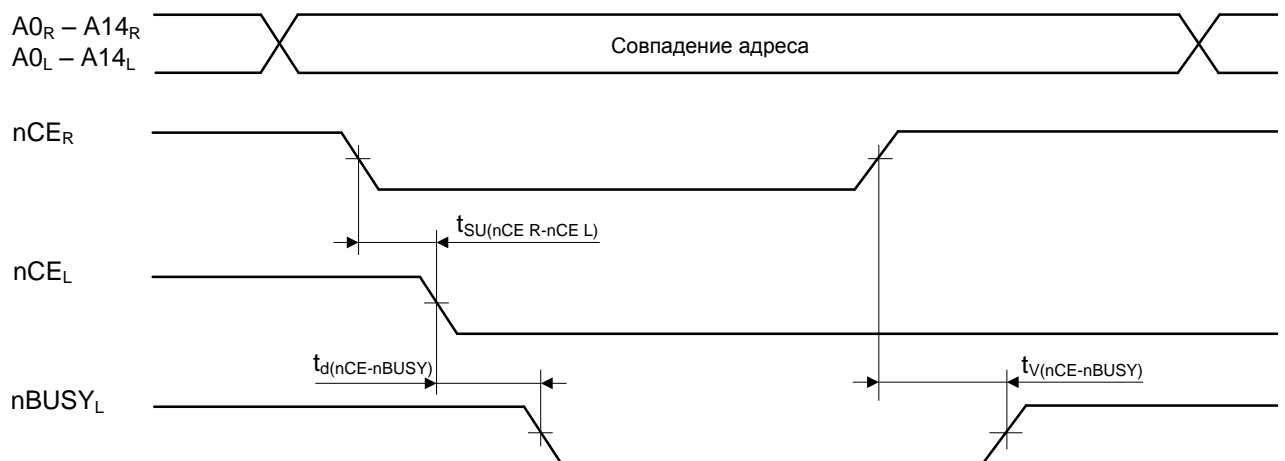 A0R – A14R
A0L – A14L
Совпадение адреса
nCER
tSU(nCE R-nCE L)
nCEL
td(nCE-nBUSY)
tV(nCE-nBUSY)
nBUSYL